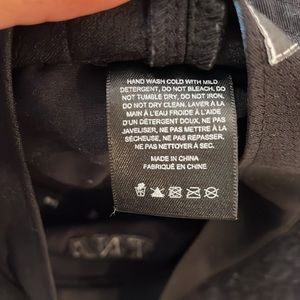 HAND WASH COLD WITH MILD
DETERGENT, DO NOT BLEACH, DO
NOT TUMBLE DRY, DO NOT IRON,
DO NOT DRY CLEAN. LAVER À LA
MAIN À L'EAU FROIDE À L'AIDE
D'UN DÉTERGENT DOUX, NE PAS
JAVELISER, NE PAS METTRE À LA
SÉCHEUSE, NE PAS REPASSER,
NE PAS NETTOYER À SEC.
MADE IN CHINA
FABRIQUÉ EN CHINE